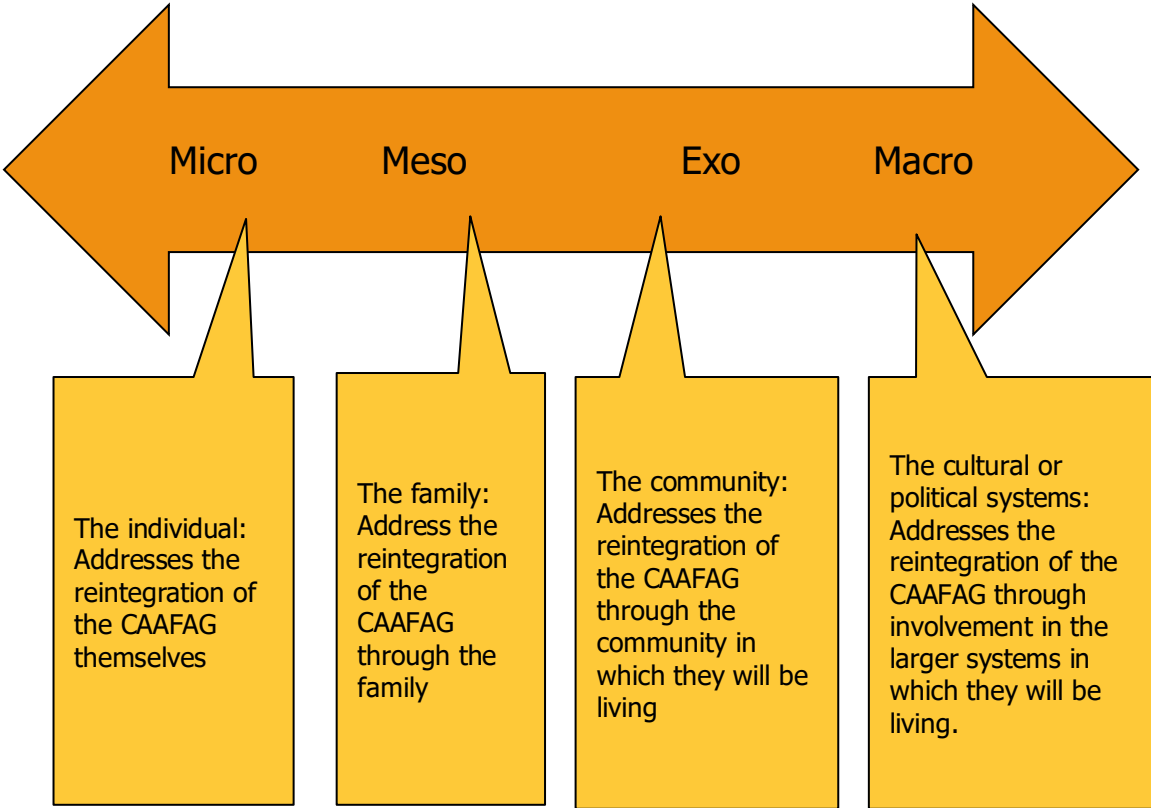 Micro
Meso
Exo
Macro
The individual:
Addresses the
reintegration of
the CAAFAG
themselves
The family:
Address the
reintegration
of the
CAAFAG
through the
family
The community:
Addresses the
reintegration of
the CAAFAG
through the
community in
which they will be
living
The cultural or
political systems:
Addresses the
reintegration of the
CAAFAG through
involvement in the
larger systems in
which they will be
living.